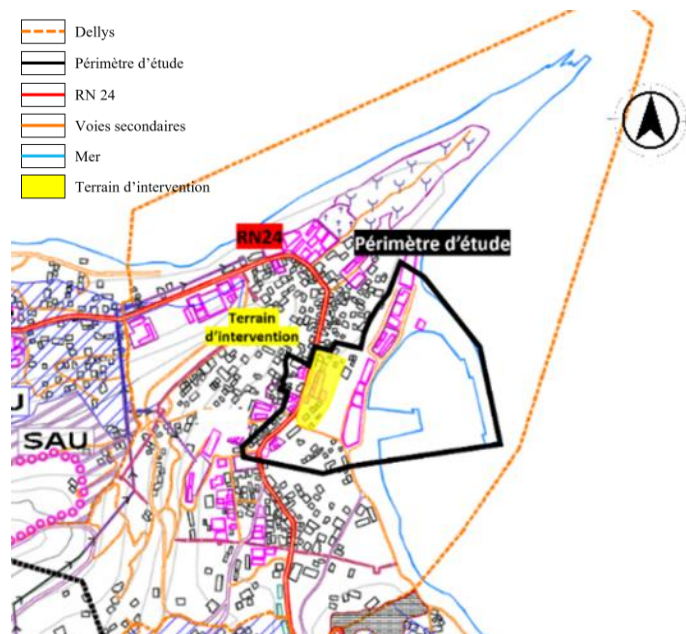 Dellys
Périmètre d'étude
RN 24
Voies secondaires
Mer
Terrain d'intervention
RN24
Périmètre d'étude
Terrain
d'intervention
U
SAU